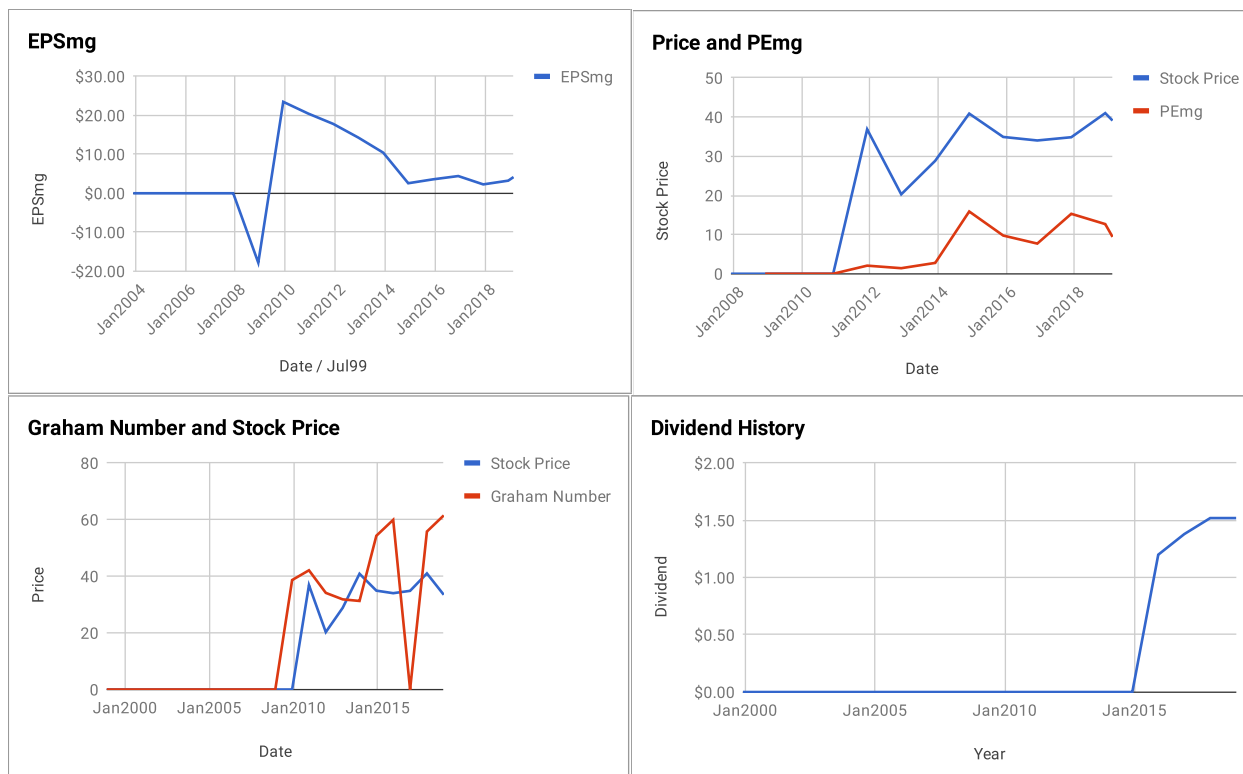 EPSmg
EPSmg
$30.00
$20.00
$10.00
$0.00
-$10.00
-$20.00
EPSmg
Jan2004
Jan2006
Jan2008
Jan2010
Jan2012
Jan2014
Jan2016
Jan2018
Date / Jul99
Price and PEmg
Stock Price
PEmg
50
40
30
20
10
0
Stock Price
Jan2008
Jan2010
Jan2012
Jan2014
Jan2016
Jan2018
Date
Graham Number and Stock Price
Stock Price
Graham Number
80
60
40
20
0
Price
Jan2000
Jan2005
Jan2010
Jan2015
Date
Dividend History
$2.00
$1.50
$1.00
$0.50
$0.00
Dividend
Jan2000
Jan2005
Jan2010
Jan2015
Year